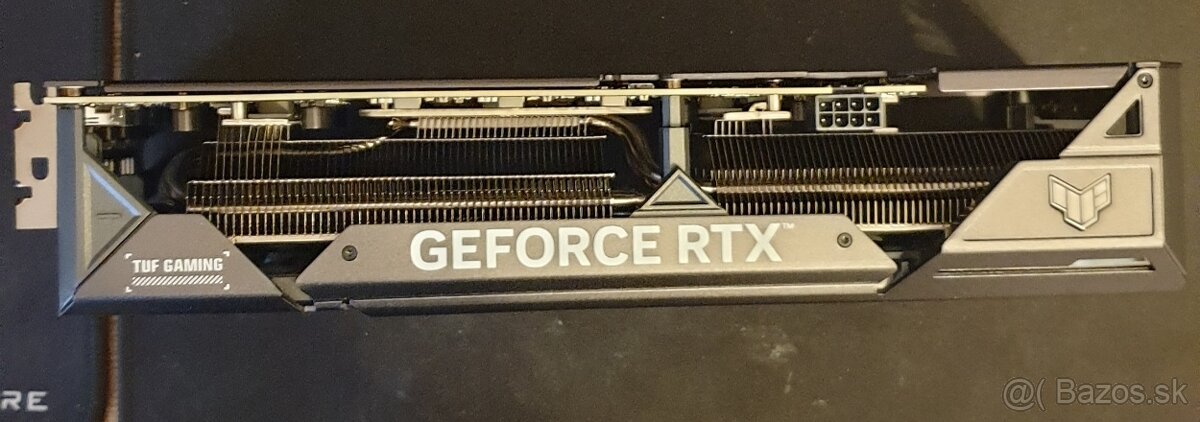 GEFORCE RTX™
TUF GAMING
RE
@( Bazos.sk